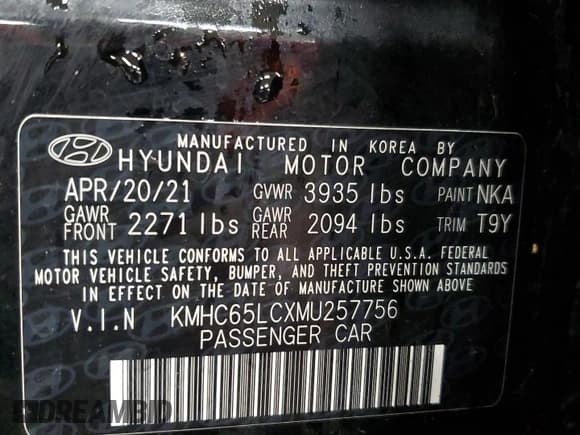 MANUFACTURED IN KOREA BY
HYUNDAI MOTOR COMPANY
APR/20/21 GVWR 3935 lbs PAINT NKA
GAWR FRONT 2271 lbs GAWR REAR 2094 lbs TRIM T9Y
THIS VEHICLE CONFORMS TO ALL APPLICABLE U.S.A. FEDERAL
MOTOR VEHICLE SAFETY, BUMPER, AND THEFT PREVENTION STANDARDS
IN EFFECT ON THE DATE OF MANUFACTURE SHOWN ABOVE
V.I.N KMHC65LCXMU257756
PASSENGER CAR
DREAMBID